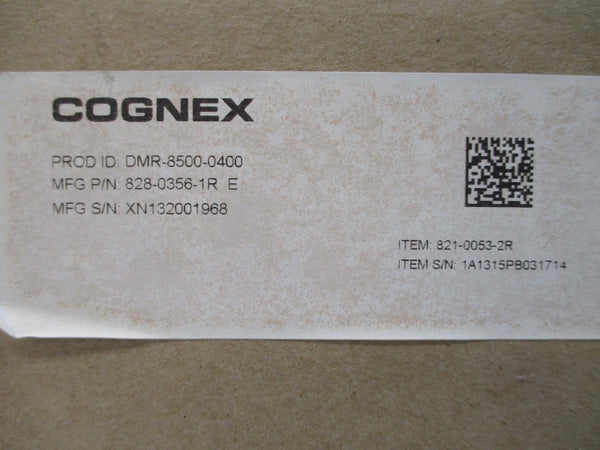 COGNEX
PROD ID: DMR-8500-0400
MFG P/N: 828-0356-1R E
MFG S/N: XN132001968
ITEM: 821-0053-2R
ITEM S/N: 1A1315PB031714